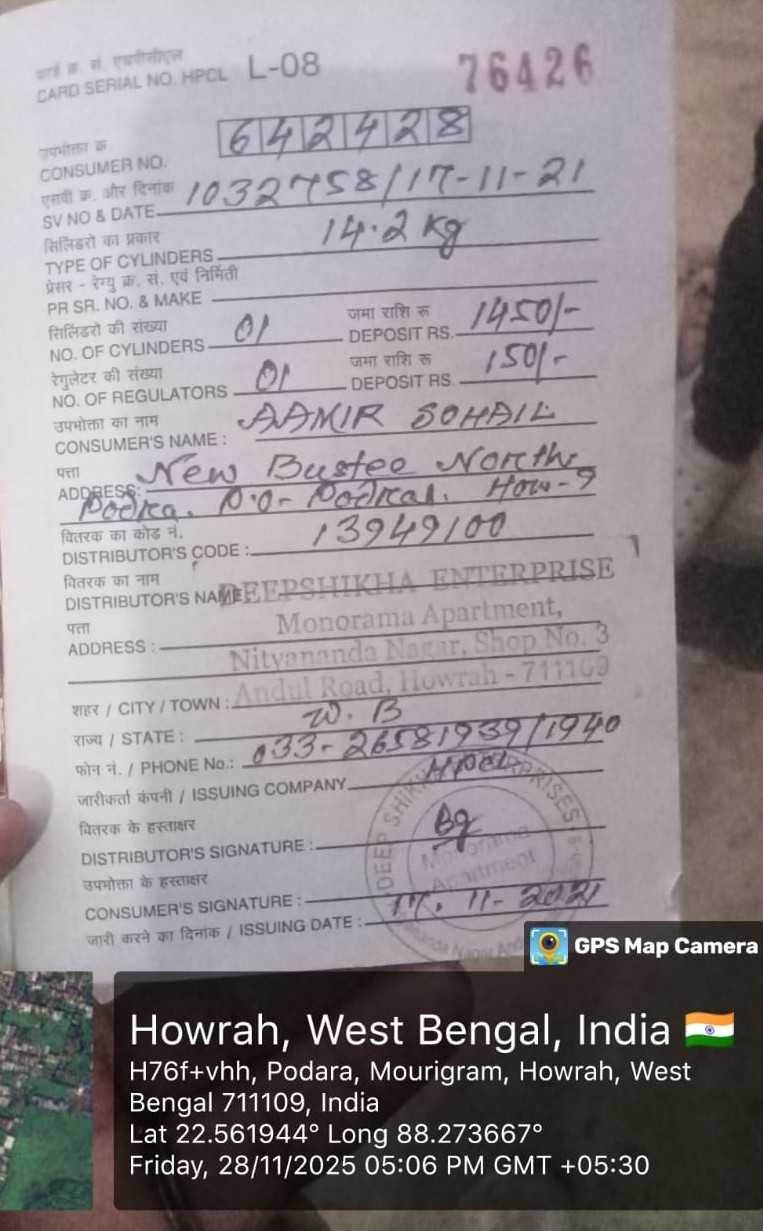 कार्ड क्र. सं. एचपीसीएल
CARD SERIAL NO. HPCL L-08 76426
उपभोक्ता क्र
CONSUMER NO. 642428
एसवी क्र. और दिनांक
SV NO & DATE 1032758/17-11-21
सिलिंडरो का प्रकार
TYPE OF CYLINDERS 14.2 Kg
प्रेसर - रेग्यु क्र. सं. एवं निर्मिती
PR SR. NO. & MAKE
सिलिंडरो की संख्या जमा राशि रू
NO. OF CYLINDERS 01 DEPOSIT RS. 1450/-
रेगुलेटर की संख्या जमा राशि रू
NO. OF REGULATORS 01 DEPOSIT RS. 150/-
उपभोक्ता का नाम
CONSUMER'S NAME : AAMIR SOHAIL
पत्ता
ADDRESS: New Bustee North
P.O- How-9
वितरक का कोड नं.
DISTRIBUTOR'S CODE : 13949100
वितरक का नाम
DISTRIBUTOR'S NAME DEEPSHIKHA ENTERPRISE
पत्ता Monorama Apartment,
ADDRESS : Nityananda Nagar, Shop No. 3
Andul Road, Howrah - 711109
शहर / CITY / TOWN :
राज्य / STATE : W. B
फोन नं. / PHONE No.: 033-26581939/1940
जारीकर्ता कंपनी / ISSUING COMPANY HPCL
वितरक के हस्ताक्षर
DISTRIBUTOR'S SIGNATURE :
उपभोक्ता के हस्ताक्षर
CONSUMER'S SIGNATURE :
जारी करने का दिनांक / ISSUING DATE : 17. 11- 2021
DEEP SHIKHA ENTERPRISES
Monorama
Apartment
GPS Map Camera
Howrah, West Bengal, India
H76f+vhh, Podara, Mourigram, Howrah, West
Bengal 711109, India
Lat 22.561944° Long 88.273667°
Friday, 28/11/2025 05:06 PM GMT +05:30